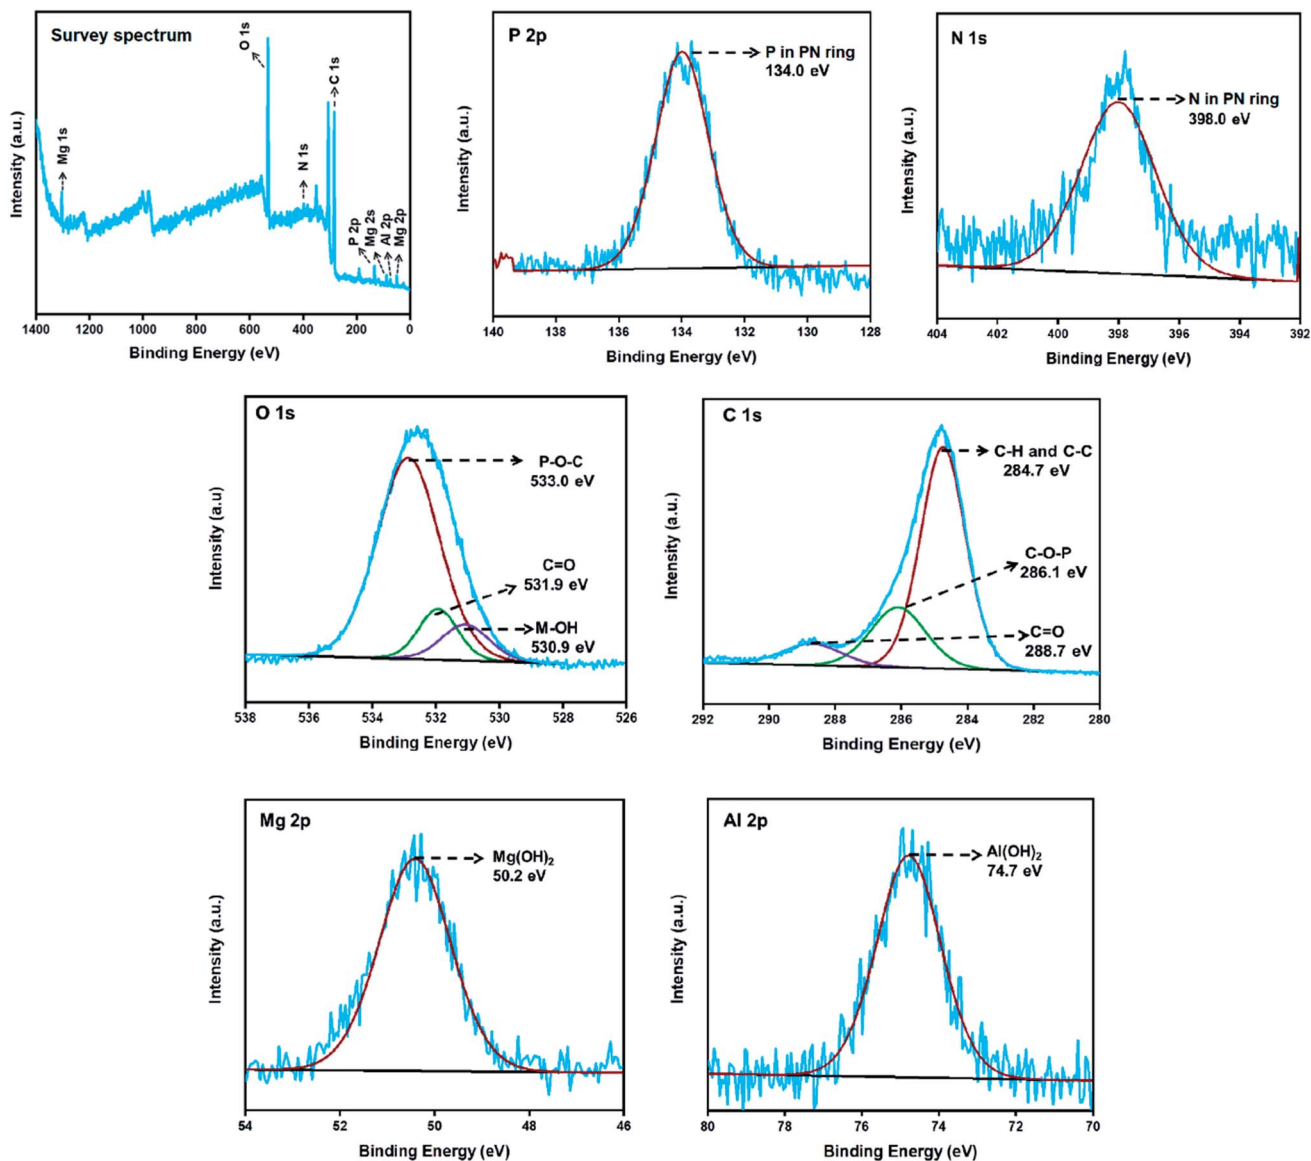 Survey spectrum
O 1s
C 1s
Mg 1s
N 1s
P 2p
Mg 2s
Al 2p
Mg 2p
Intensity (a.u.)
1400 1200 1000 800 600 400 200 0
Binding Energy (eV)
P 2p
P in PN ring
134.0 eV
Intensity (a.u.)
140 138 136 134 132 130 128
Binding Energy (eV)
N 1s
N in PN ring
398.0 eV
Intensity (a.u.)
404 402 400 398 396 394 392
Binding Energy (eV)
O 1s
P-O-C
533.0 eV
C=O
531.9 eV
M-OH
530.9 eV
Intensity (a.u)
538 536 534 532 530 528 526
Binding Energy (eV)
C 1s
C-H and C-C
284.7 eV
C-O-P
286.1 eV
C=O
288.7 eV
Intensity (a.u.)
292 290 288 286 284 282 280
Binding Energy (eV)
Mg 2p
Mg(OH)₂
50.2 eV
Intensity (a.u.)
54 52 50 48 46
Binding Energy (eV)
Al 2p
Al(OH)₂
74.7 eV
Intensity (a.u.)
80 78 76 74 72 70
Binding Energy (eV)